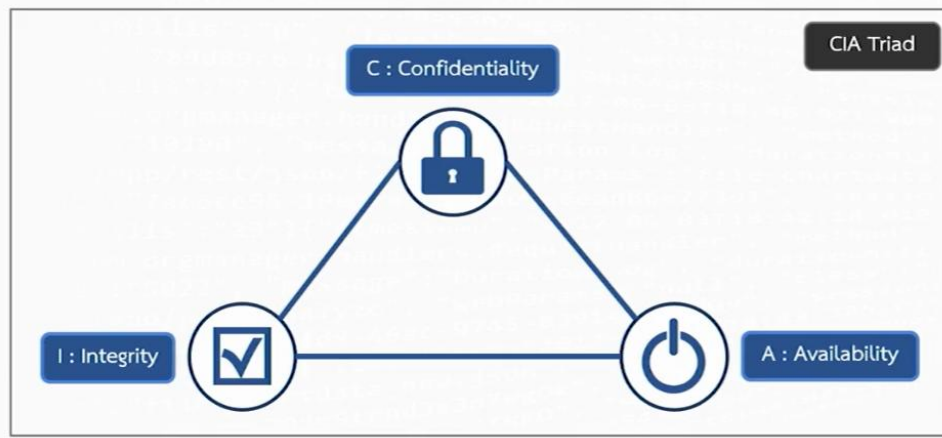 CIA Triad
C : Confidentiality
I : Integrity
A : Availability